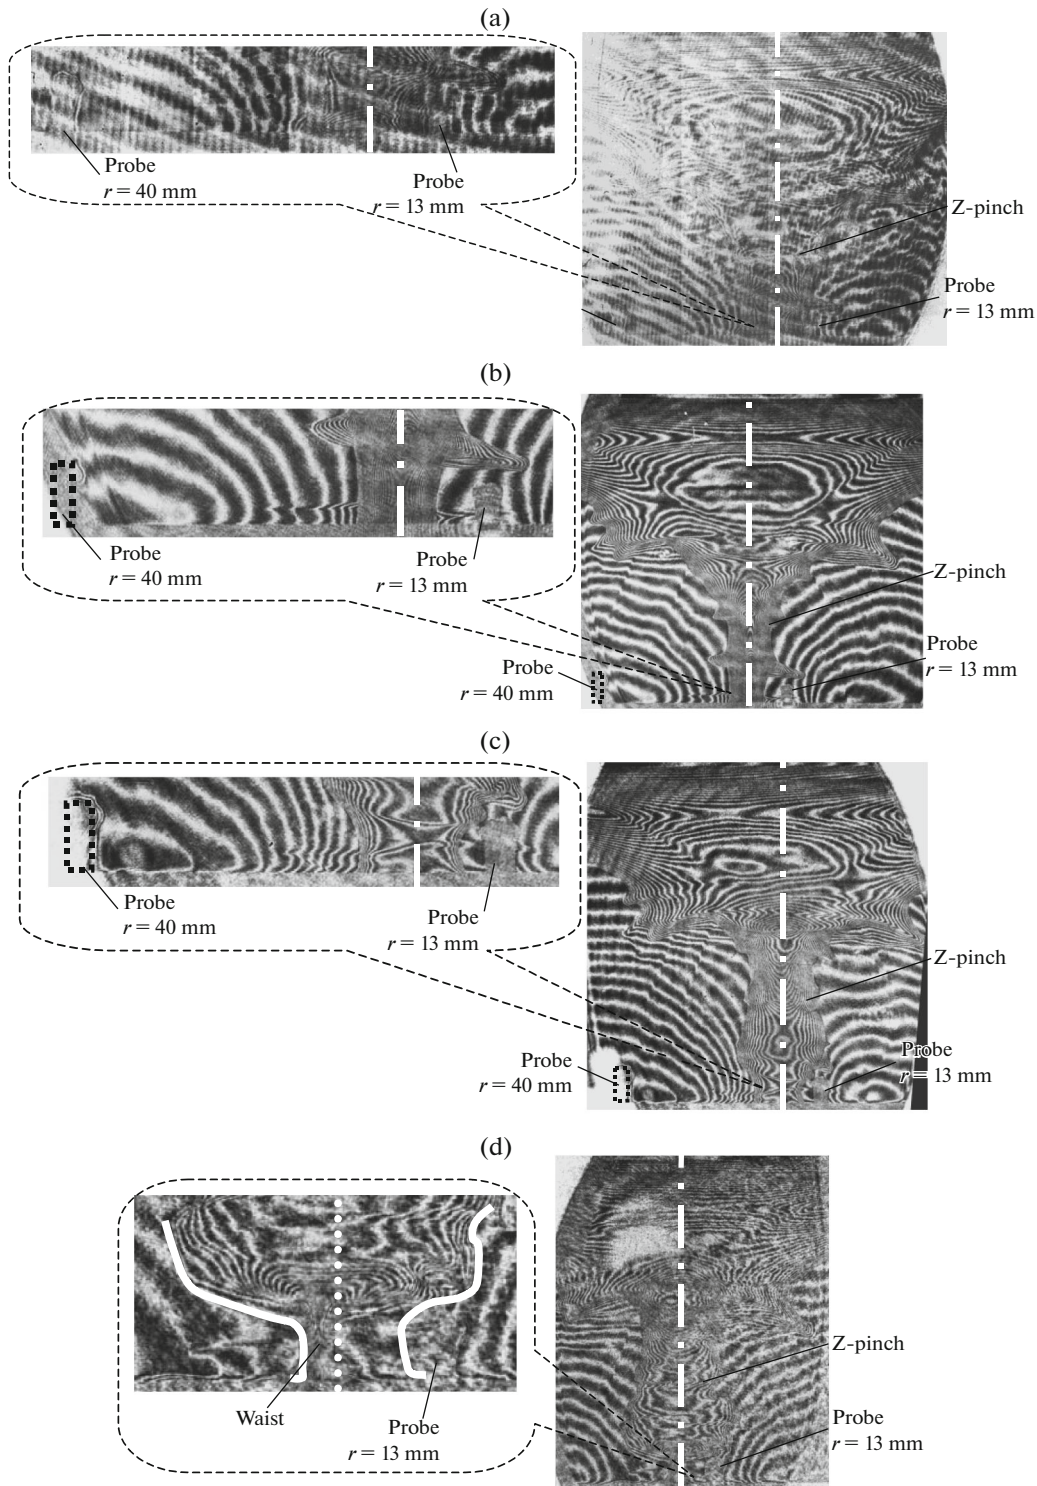 (a)
Probe
r = 40 mm
Probe
r = 13 mm
Z-pinch
Probe
r = 13 mm
(b)
Probe
r = 40 mm
Probe
r = 13 mm
Z-pinch
Probe
r = 13 mm
Probe
r = 40 mm
(c)
Probe
r = 40 mm
Probe
r = 13 mm
Z-pinch
Probe
r = 13 mm
Probe
r = 40 mm
(d)
Waist
Probe
r = 13 mm
Z-pinch
Probe
r = 13 mm